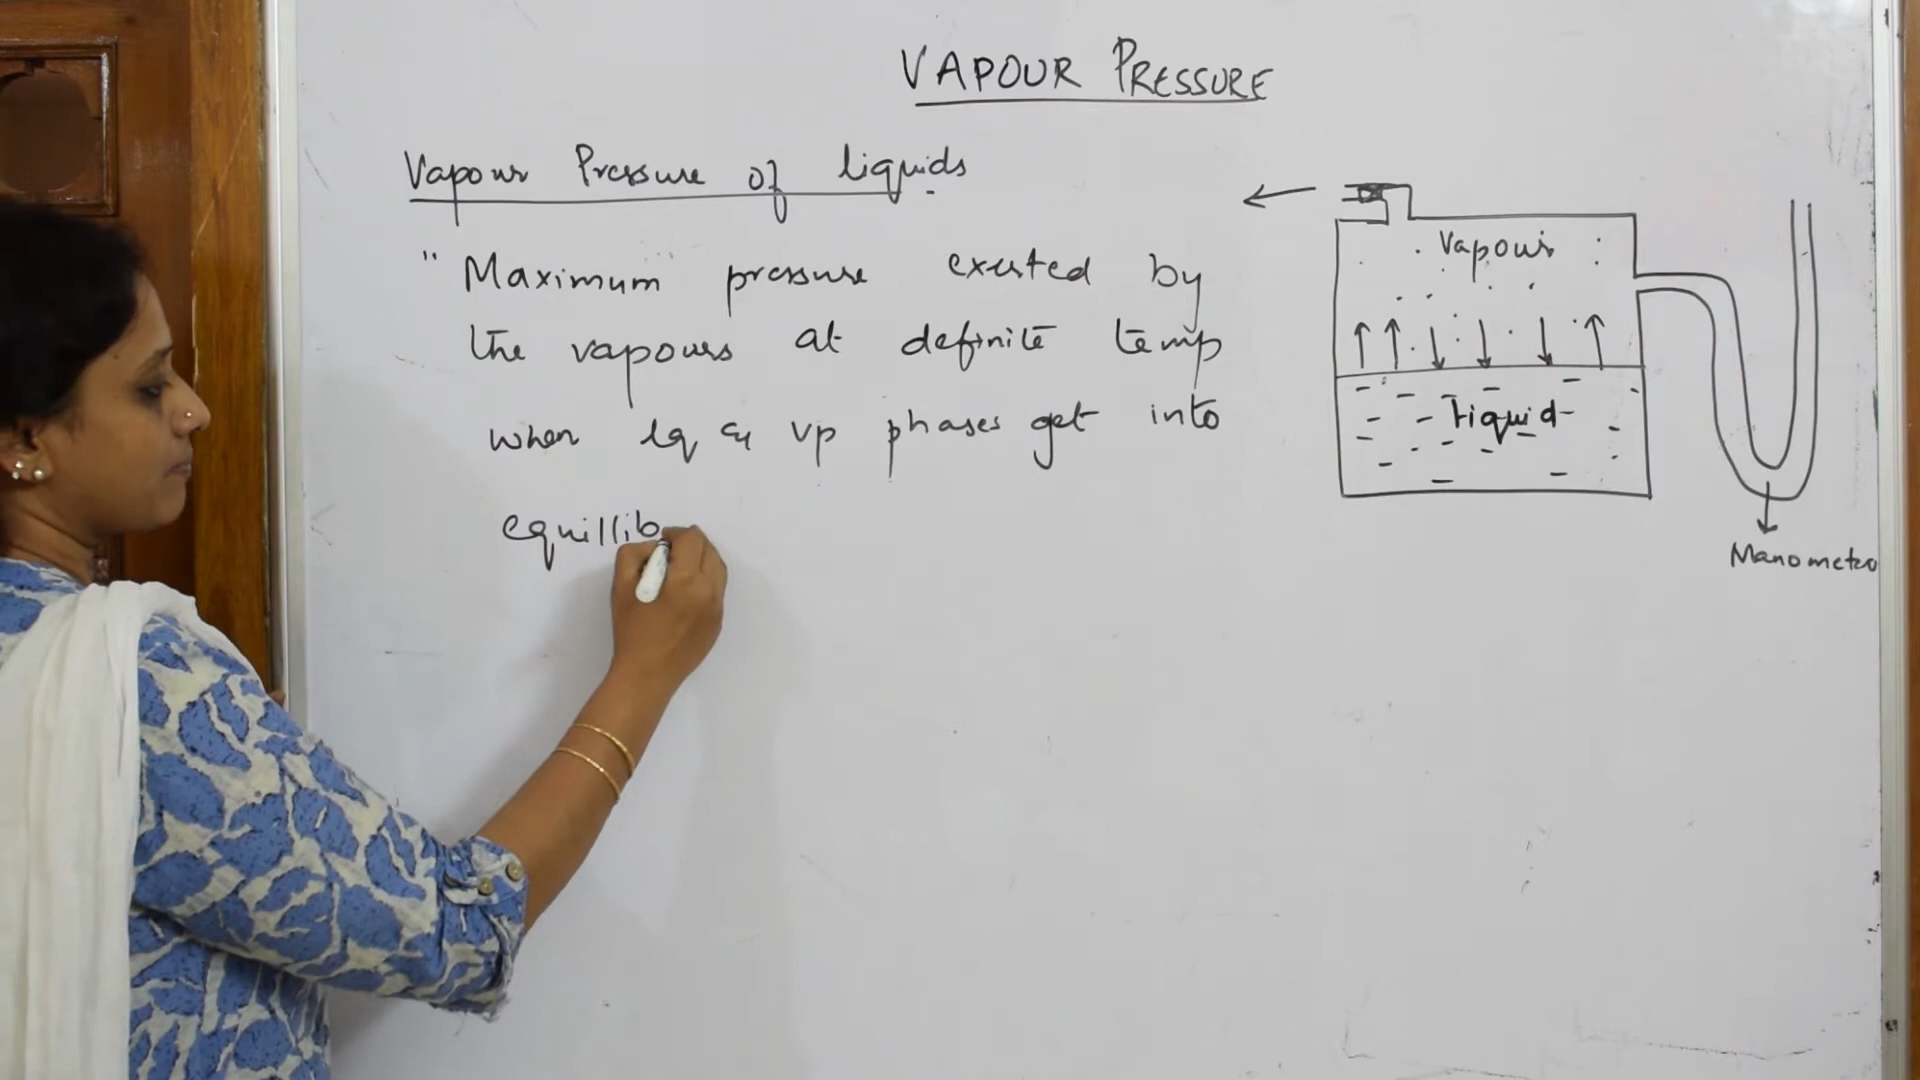 VAPOUR PRESSURE
Vapour Pressure of liquids
" Maximum pressure exerted by
the vapours at definite temp
when lq & vp phases get into
equillib
Vapour
Liquid
Manometer